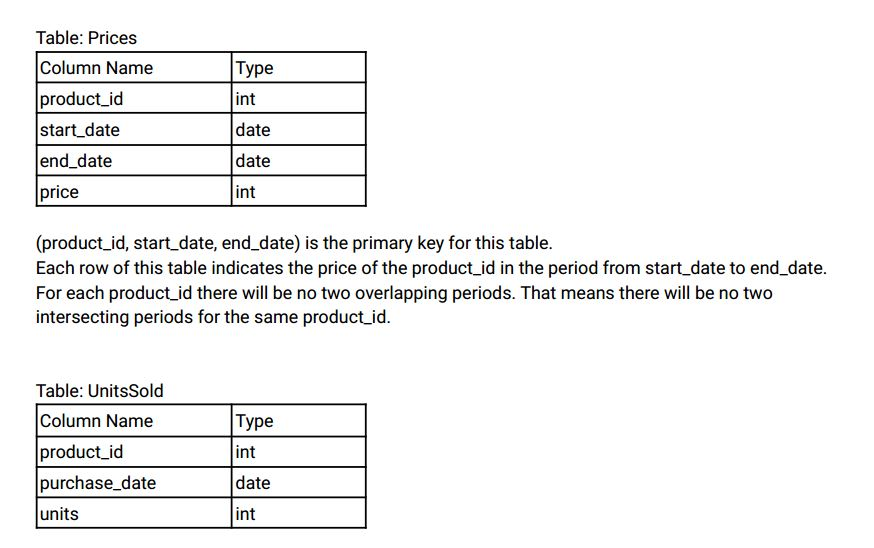 Table: Prices
Column Name Type
product_id int
start_date date
end_date date
price int
(product_id, start_date, end_date) is the primary key for this table.
Each row of this table indicates the price of the product_id in the period from start_date to end_date.
For each product_id there will be no two overlapping periods. That means there will be no two
intersecting periods for the same product_id.
Table: UnitsSold
Column Name Type
product_id int
purchase_date date
units int